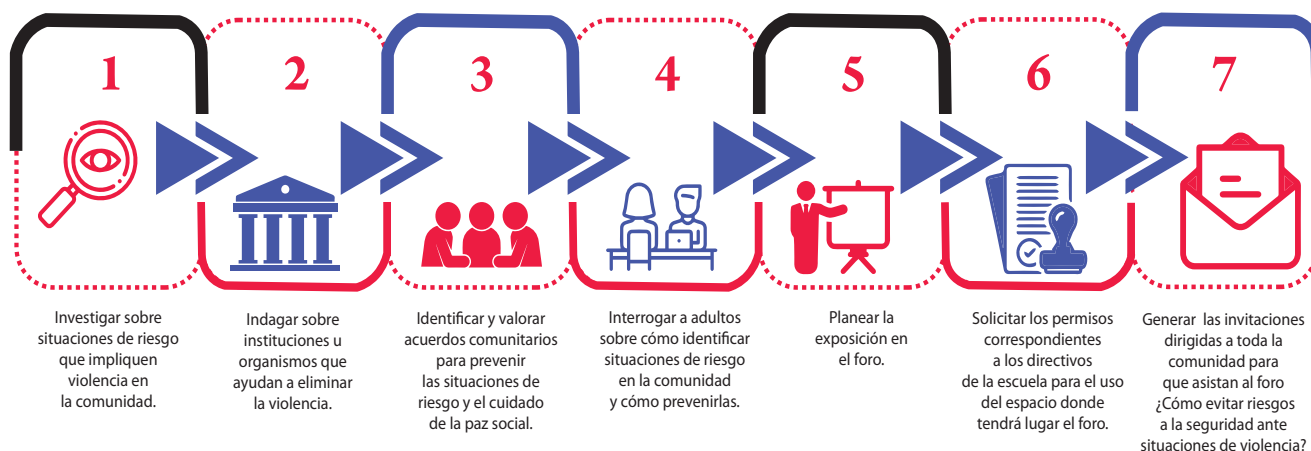 1
Investigar sobre
situaciones de riesgo
que impliquen
violencia en
la comunidad.
2
Indagar sobre
instituciones u
organismos que
ayudan a eliminar
la violencia.
3
Identificar y valorar
acuerdos comunitarios
para prevenir
las situaciones de
riesgo y el cuidado
de la paz social.
4
Interrogar a adultos
sobre cómo identificar
situaciones de riesgo
en la comunidad
y cómo prevenirlas.
5
Planear la
exposición en
el foro.
6
Solicitar los permisos
correspondientes
a los directivos
de la escuela para el uso
del espacio donde
tendrá lugar el foro.
7
Generar las invitaciones
dirigidas a toda la
comunidad para
que asistan al foro
¿Cómo evitar riesgos
a la seguridad ante
situaciones de violencia?